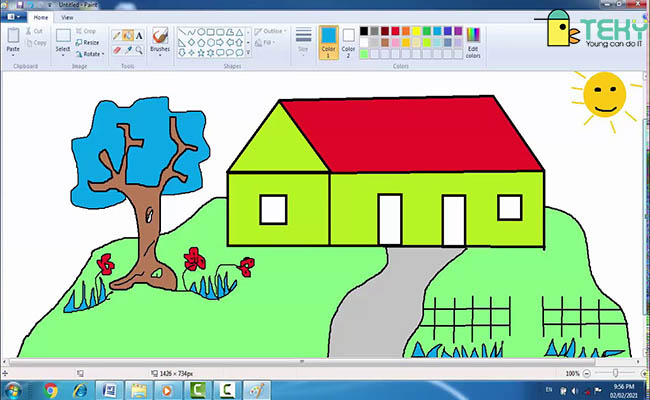 Untitled - Paint
TEKY
Young can do IT
Home
View
Paste
Cut
Copy
Clipboard
Select
Crop
Resize
Rotate
Image
Tools
Brushes
Shapes
Outline
Fill
Size
Color
1
Color
2
Edit
colors
Colors
1426 × 734px
100%
EN
9:56 PM
02/02/2021